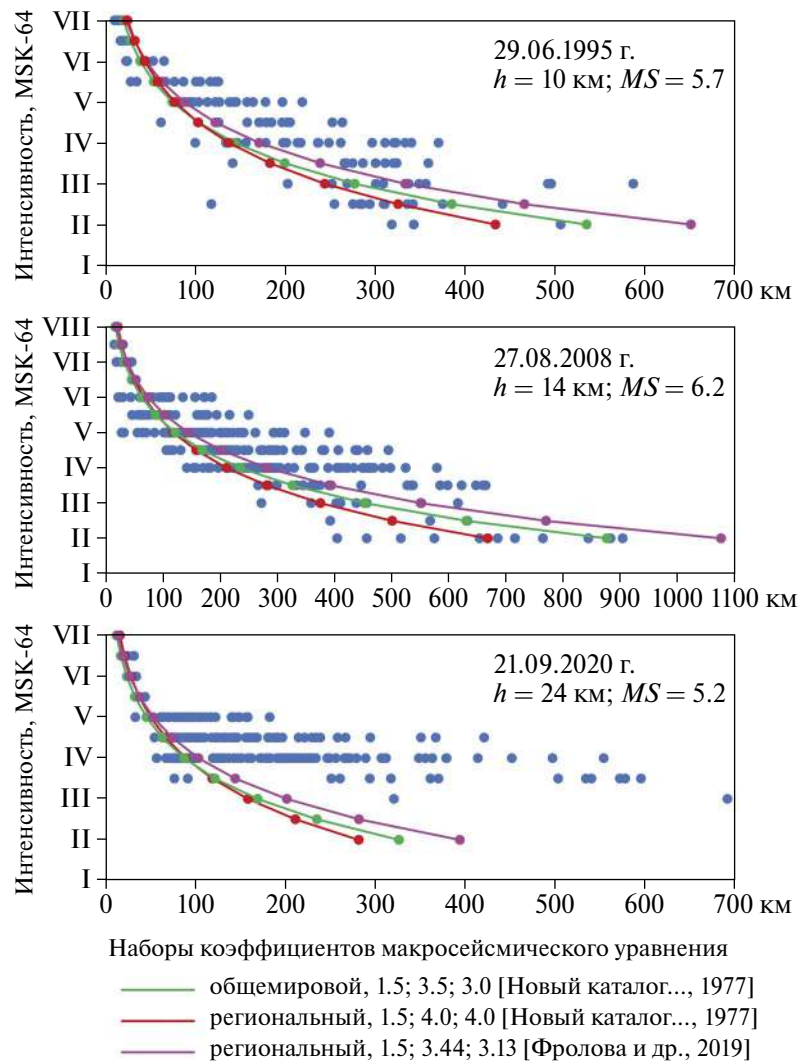 Интенсивность, MSK-64
VII
VI
V
IV
III
II
I
29.06.1995 г.
h = 10 км; MS = 5.7
0 100 200 300 400 500 600 700 км
Интенсивность, MSK-64
VIII
VII
VI
V
IV
III
II
I
27.08.2008 г.
h = 14 км; MS = 6.2
0 100 200 300 400 500 600 700 800 900 1000 1100 км
Интенсивность, MSK-64
VII
VI
V
IV
III
II
I
21.09.2020 г.
h = 24 км; MS = 5.2
0 100 200 300 400 500 600 700 км
Наборы коэффициентов макросейсмического уравнения
общемировой, 1.5; 3.5; 3.0 [Новый каталог..., 1977]
региональный, 1.5; 4.0; 4.0 [Новый каталог..., 1977]
региональный, 1.5; 3.44; 3.13 [Фролова и др., 2019]